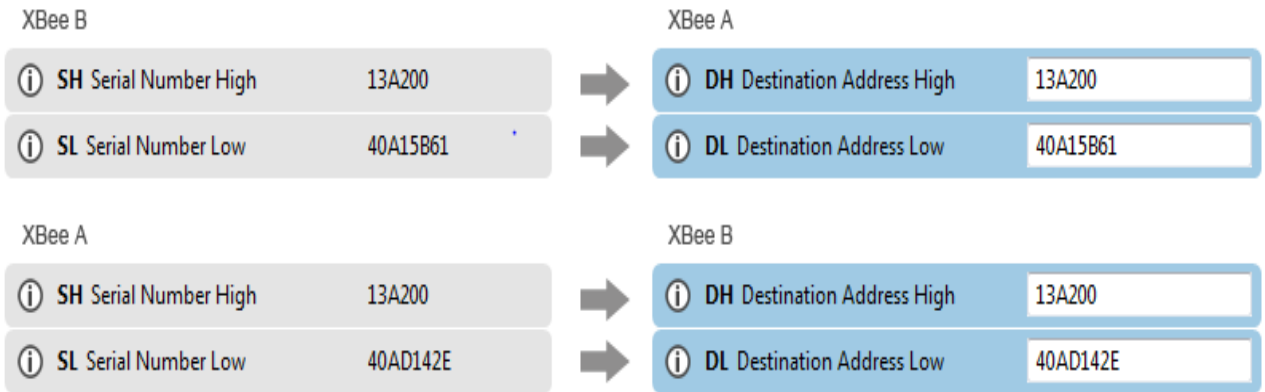 XBee B XBee A
SH Serial Number High 13A200 DH Destination Address High 13A200
SL Serial Number Low 40A15B61 DL Destination Address Low 40A15B61
XBee A XBee B
SH Serial Number High 13A200 DH Destination Address High 13A200
SL Serial Number Low 40AD142E DL Destination Address Low 40AD142E